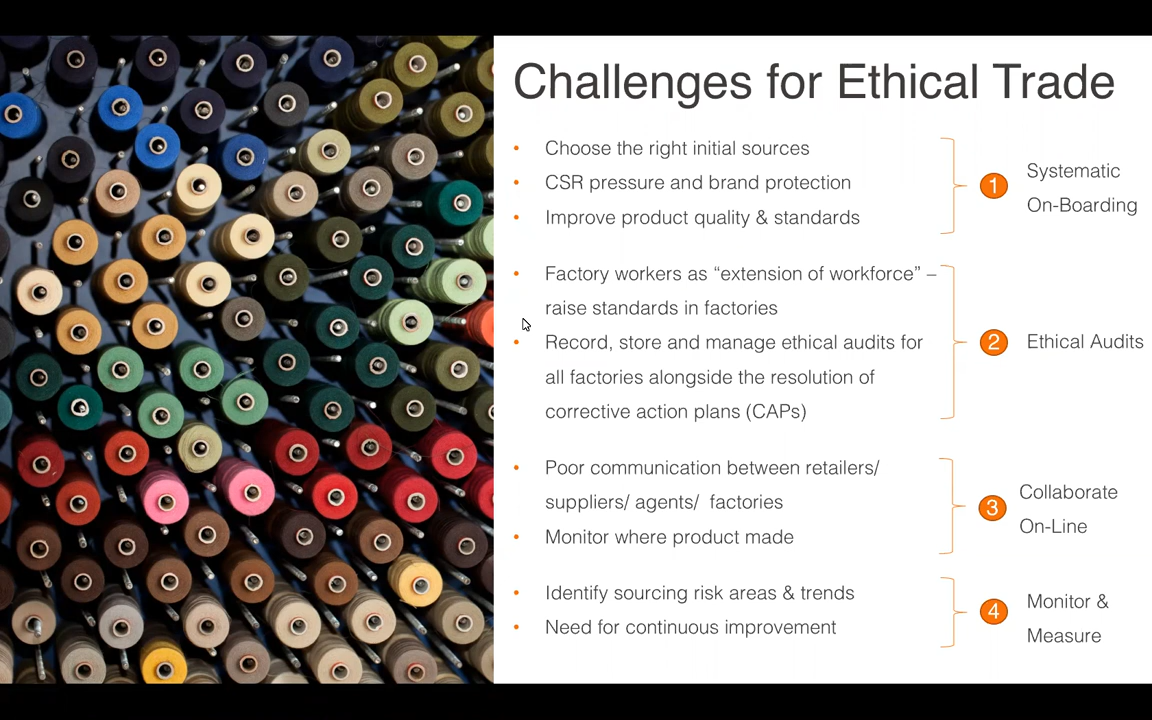 Challenges for Ethical Trade
• Choose the right initial sources
• CSR pressure and brand protection
• Improve product quality & standards
1 Systematic
On-Boarding
• Factory workers as “extension of workforce” –
raise standards in factories
• Record, store and manage ethical audits for
all factories alongside the resolution of
corrective action plans (CAPs)
2 Ethical Audits
• Poor communication between retailers/
suppliers/ agents/ factories
• Monitor where product made
3 Collaborate
On-Line
• Identify sourcing risk areas & trends
• Need for continuous improvement
4 Monitor &
Measure